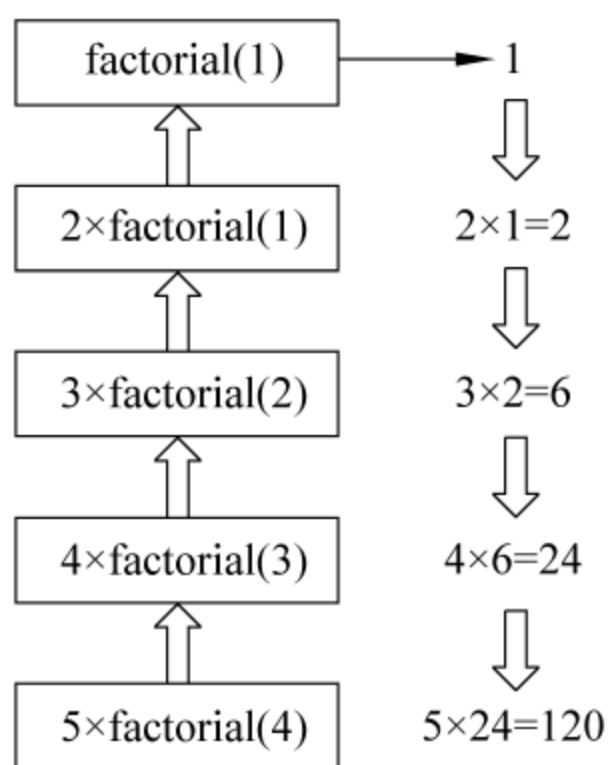 factorial(1) 1
2×factorial(1) 2×1=2
3×factorial(2) 3×2=6
4×factorial(3) 4×6=24
5×factorial(4) 5×24=120